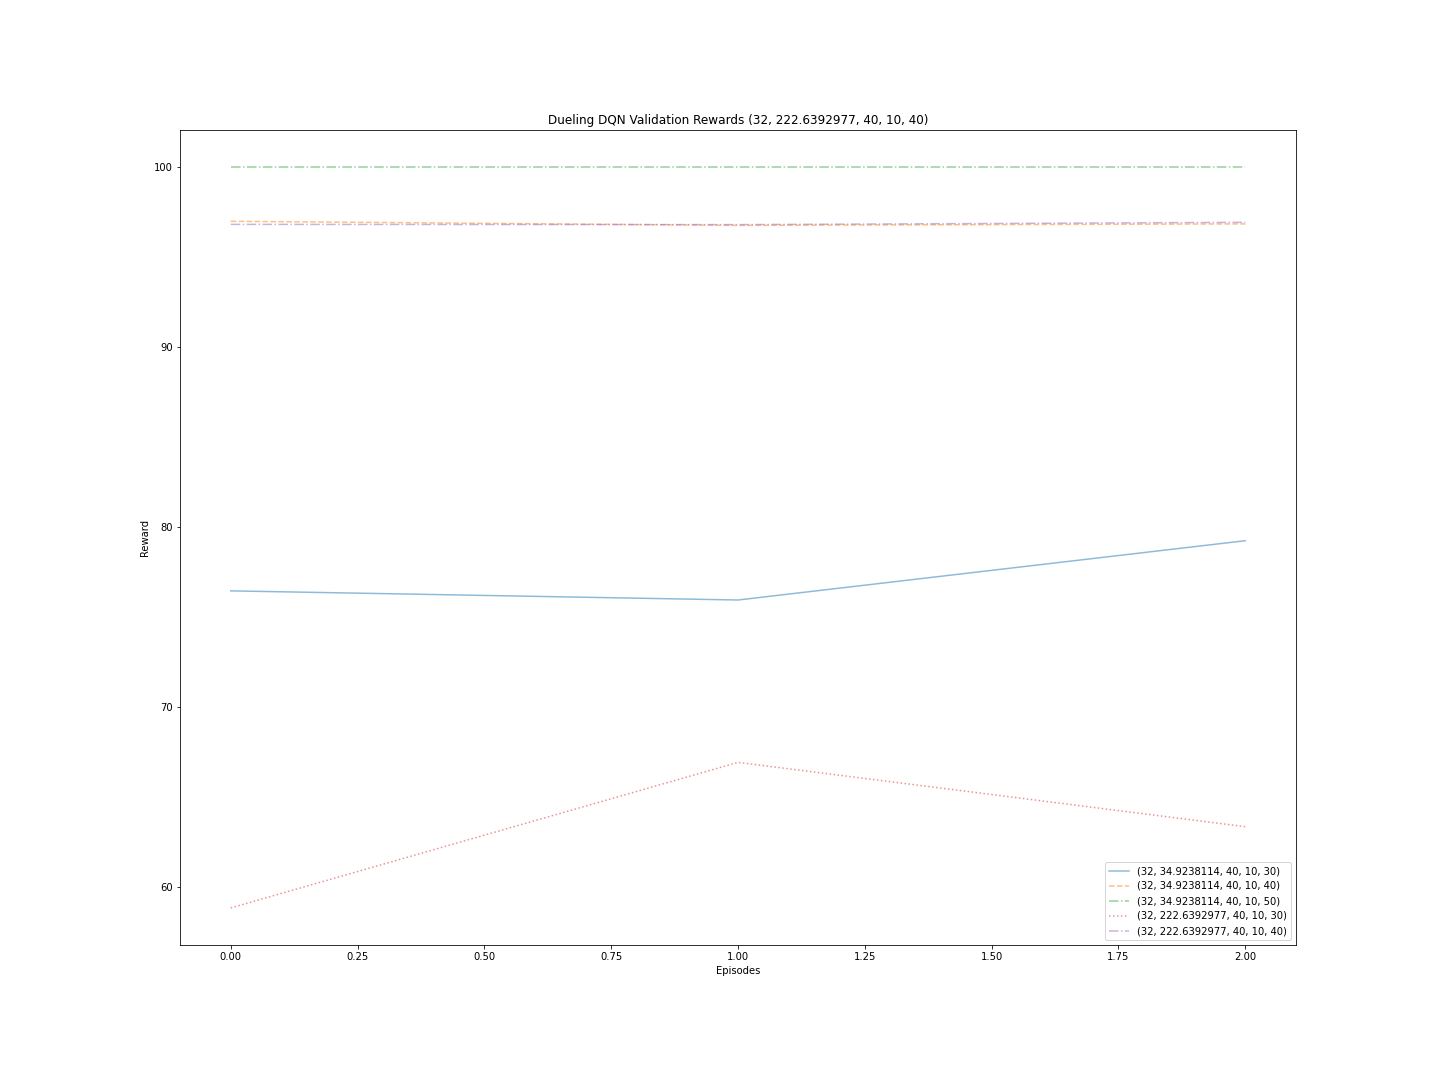 Dueling DQN Validation Rewards (32, 222.6392977, 40, 10, 40)
100
90
80
70
60
Reward
0.00 0.25 0.50 0.75 1.00 1.25 1.50 1.75 2.00
Episodes
(32, 34.9238114, 40, 10, 30)
(32, 34.9238114, 40, 10, 40)
(32, 34.9238114, 40, 10, 50)
(32, 222.6392977, 40, 10, 30)
(32, 222.6392977, 40, 10, 40)